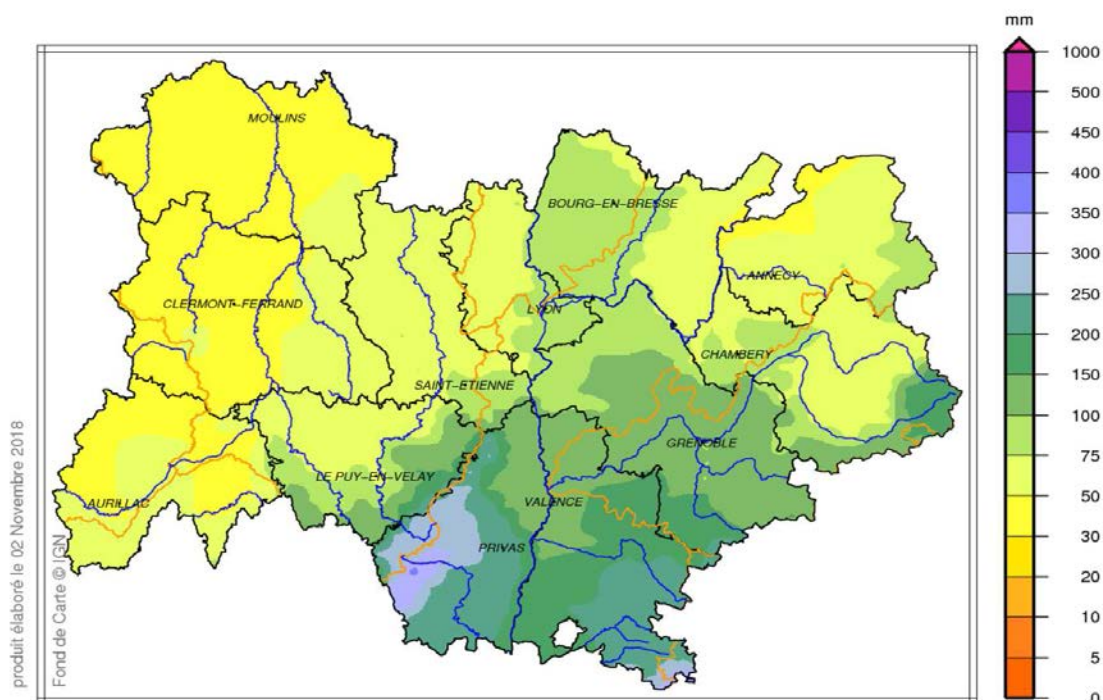 mm
1000
500
450
400
350
300
250
200
150
100
75
50
30
20
10
5
0
MOULINS
BOURG-EN-BRESSE
ANNECY
CLERMONT-FERRAND
LYON
CHAMBERY
SAINT-ETIENNE
GRENOBLE
LE PUY-EN-VELAY
AURILLAC
VALENCE
PRIVAS
produit élaboré le 02 Novembre 2018
Fond de Carte © IGN